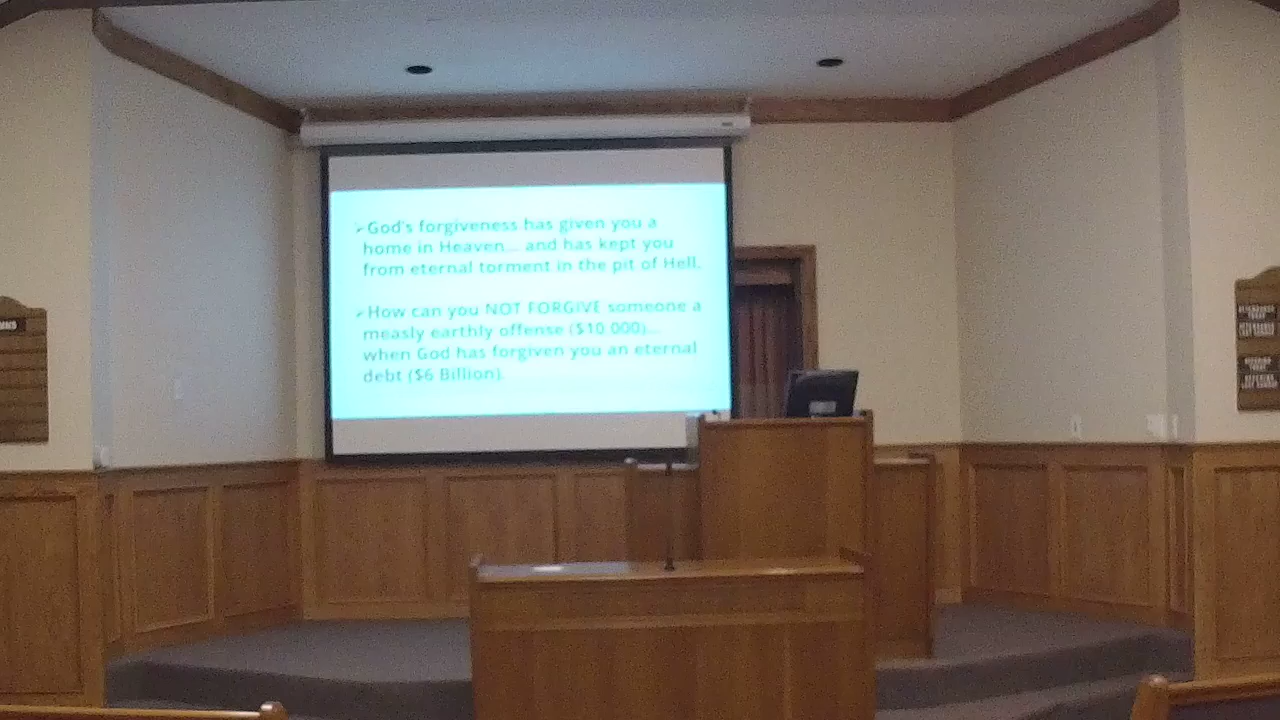 God's forgiveness has given you a
home in Heaven... and has kept you
from eternal torment in the pit of Hell.
How can you NOT FORGIVE someone a
measly earthly offense ($10 000)...
when God has forgiven you an eternal
debt ($6 Billion)